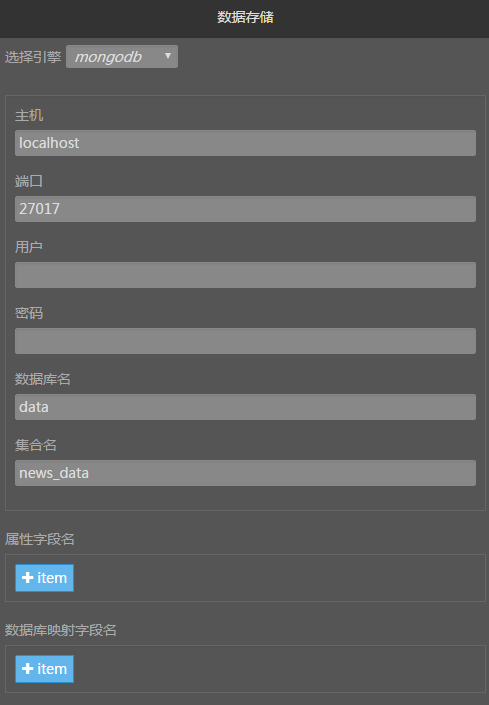 数据存储
选择引擎 mongodb
主机
localhost
端口
27017
用户
密码
数据库名
data
集合名
news_data
属性字段名
item
数据库映射字段名
item